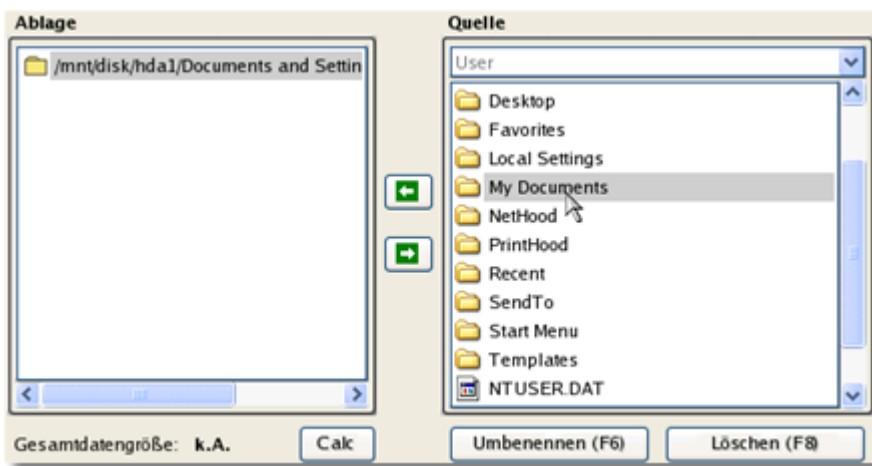 Ablage
/mnt/disk/hda1/Documents and Settin
Gesamtdatengröße: k.A.
Calc
Quelle
User
Desktop
Favorites
Local Settings
My Documents
NetHood
PrintHood
Recent
SendTo
Start Menu
Templates
NTUSER.DAT
Umbenennen (F6)
Löschen (F8)